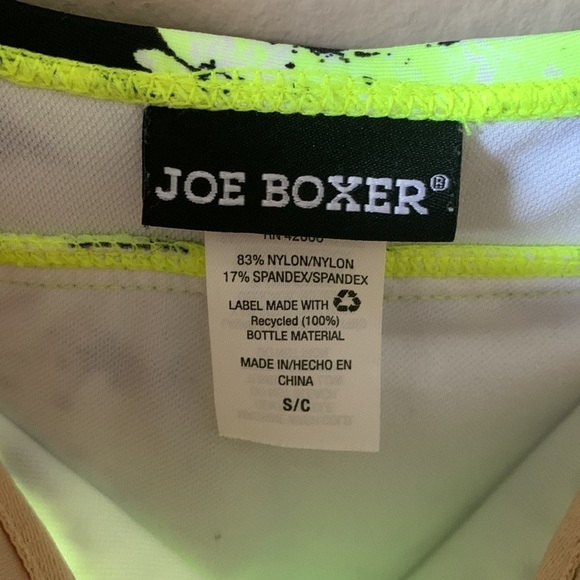 JOE BOXER®
83% NYLON/NYLON
17% SPANDEX/SPANDEX
LABEL MADE WITH
Recycled (100%)
BOTTLE MATERIAL
MADE IN/HECHO EN
CHINA
S/C